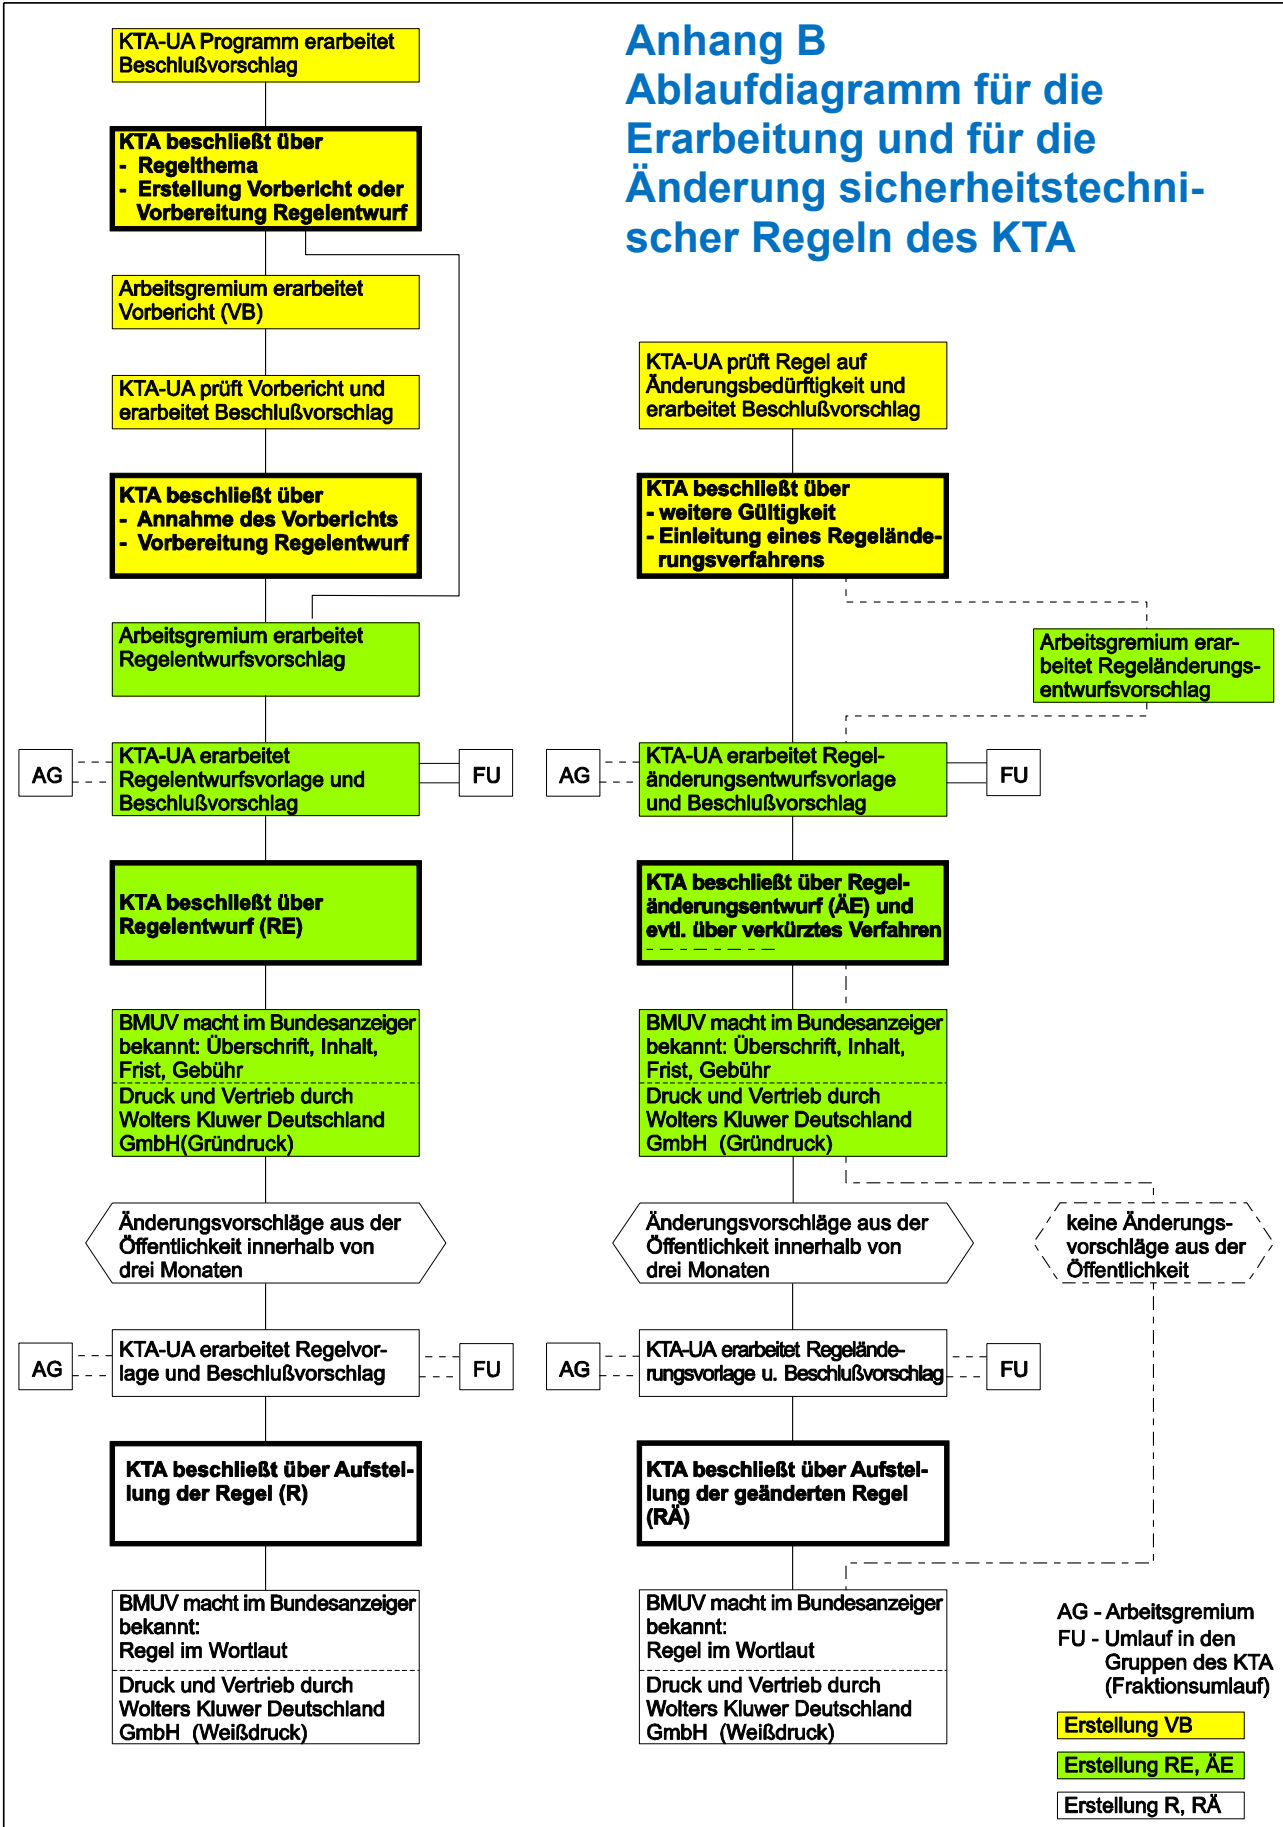 Anhang B
Ablaufdiagramm für die
Erarbeitung und für die
Änderung sicherheitstechni-
scher Regeln des KTA
KTA-UA Programm erarbeitet
Beschlußvorschlag
KTA beschließt über
- Regelthema
- Erstellung Vorbericht oder
Vorbereitung Regelentwurf
Arbeitsgremium erarbeitet
Vorbericht (VB)
KTA-UA prüft Vorbericht und
erarbeitet Beschlußvorschlag
KTA beschließt über
- Annahme des Vorberichts
- Vorbereitung Regelentwurf
Arbeitsgremium erarbeitet
Regelentwurfsvorschlag
AG
KTA-UA erarbeitet
Regelentwurfsvorlage und
Beschlußvorschlag
FU
KTA beschließt über
Regelentwurf (RE)
BMUV macht im Bundesanzeiger
bekannt: Überschrift, Inhalt,
Frist, Gebühr
Druck und Vertrieb durch
Wolters Kluwer Deutschland
GmbH(Gründruck)
Änderungsvorschläge aus der
Öffentlichkeit innerhalb von
drei Monaten
AG
KTA-UA erarbeitet Regelvor-
lage und Beschlußvorschlag
FU
KTA beschließt über Aufstel-
lung der Regel (R)
BMUV macht im Bundesanzeiger
bekannt:
Regel im Wortlaut
Druck und Vertrieb durch
Wolters Kluwer Deutschland
GmbH (Weißdruck)
KTA-UA prüft Regel auf
Änderungsbedürftigkeit und
erarbeitet Beschlußvorschlag
KTA beschließt über
- weitere Gültigkeit
- Einleitung eines Regelände-
rungsverfahrens
Arbeitsgremium erar-
beitet Regeländerungs-
entwurfsvorschlag
AG
KTA-UA erarbeitet Regel-
änderungsentwurfsvorlage
und Beschlußvorschlag
FU
KTA beschließt über Regel-
änderungsentwurf (ÄE) und
evtl. über verkürztes Verfahren
BMUV macht im Bundesanzeiger
bekannt: Überschrift, Inhalt,
Frist, Gebühr
Druck und Vertrieb durch
Wolters Kluwer Deutschland
GmbH (Gründruck)
Änderungsvorschläge aus der
Öffentlichkeit innerhalb von
drei Monaten
keine Änderungs-
vorschläge aus der
Öffentlichkeit
AG
KTA-UA erarbeitet Regelände-
rungsvorlage u. Beschlußvorschlag
FU
KTA beschließt über Aufstel-
lung der geänderten Regel
(RÄ)
BMUV macht im Bundesanzeiger
bekannt:
Regel im Wortlaut
Druck und Vertrieb durch
Wolters Kluwer Deutschland
GmbH (Weißdruck)
AG - Arbeitsgremium
FU - Umlauf in den
Gruppen des KTA
(Fraktionsumlauf)
Erstellung VB
Erstellung RE, ÄE
Erstellung R, RÄ